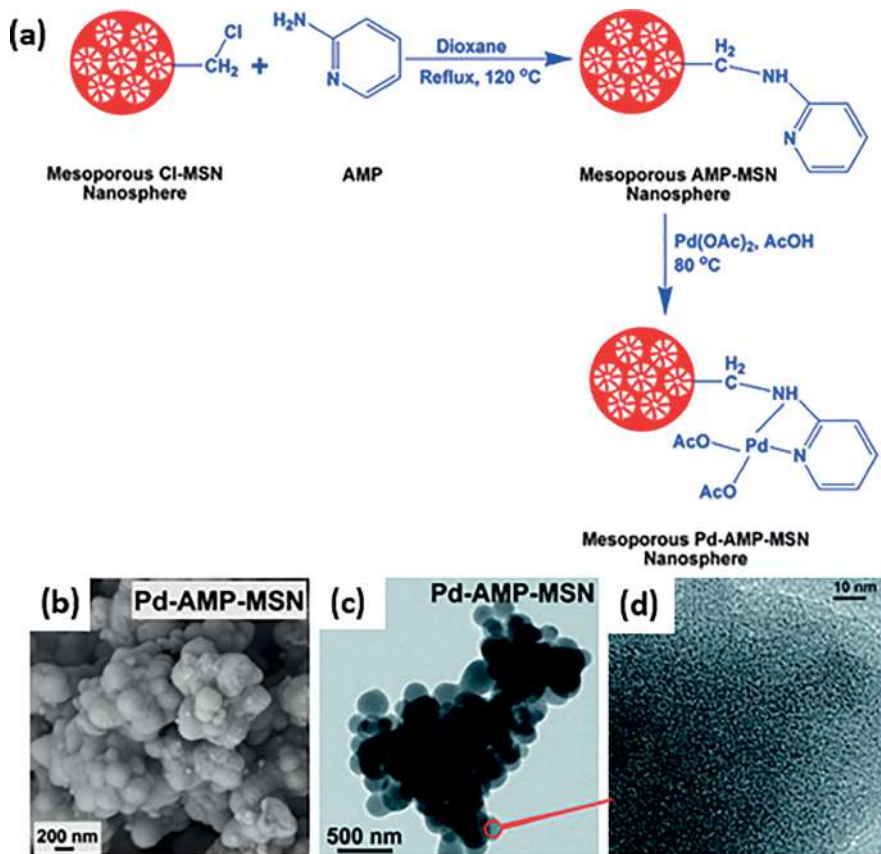 (a)
Cl
CH2
+
H2N
N
Dioxane
Reflux, 120 °C
H2
C
NH
N
Mesoporous Cl-MSN
Nanosphere
AMP
Mesoporous AMP-MSN
Nanosphere
Pd(OAc)2, AcOH
80 °C
H2
C
NH
AcO
Pd
N
AcO
Mesoporous Pd-AMP-MSN
Nanosphere
(b)
Pd-AMP-MSN
200 nm
(c)
Pd-AMP-MSN
500 nm
(d)
10 nm